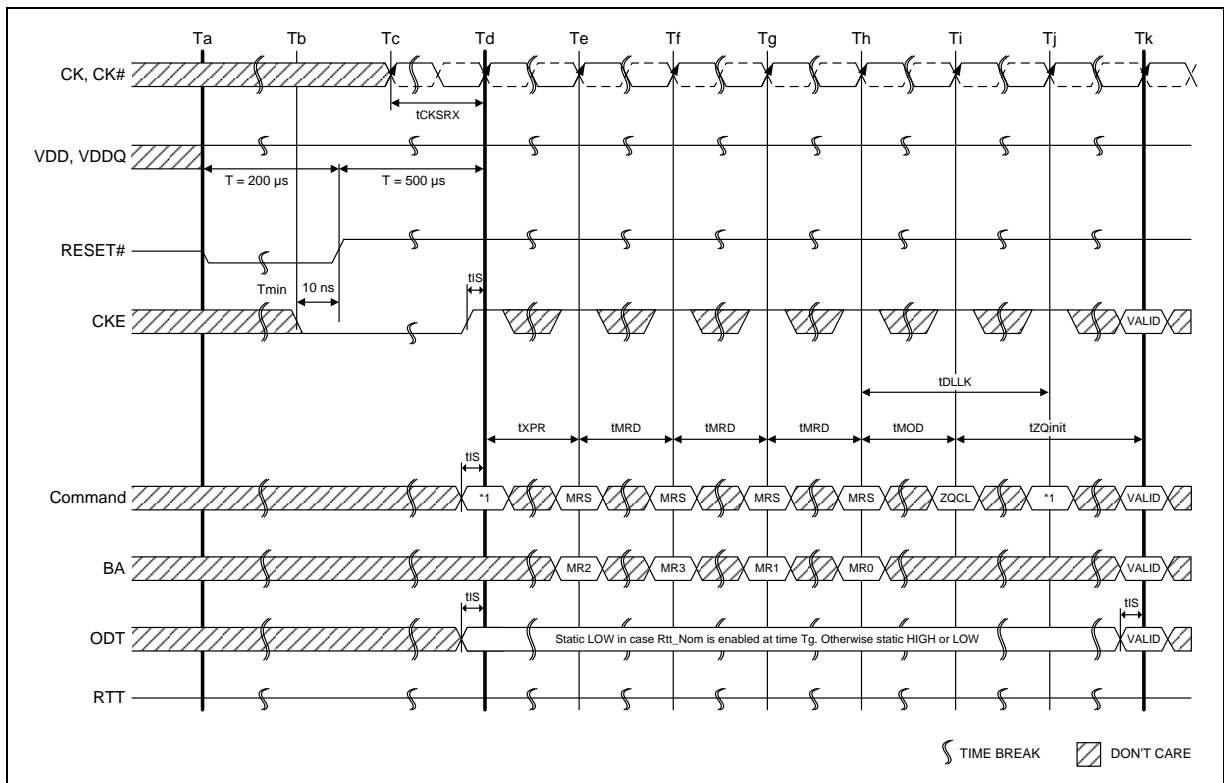 Ta Tb Tc Td Te Tf Tg Th Ti Tj Tk
CK, CK#
tCKSRX
VDD, VDDQ
T = 200 µs T = 500 µs
RESET#
Tmin 10 ns tIS
CKE VALID
tDLLK
tXPR tMRD tMRD tMRD tMOD tZQinit
tIS
Command *1 MRS MRS MRS MRS ZQCL *1 VALID
BA MR2 MR3 MR1 MR0 VALID
tIS tIS
ODT Static LOW in case Rtt_Nom is enabled at time Tg. Otherwise static HIGH or LOW VALID
RTT
TIME BREAK DON'T CARE